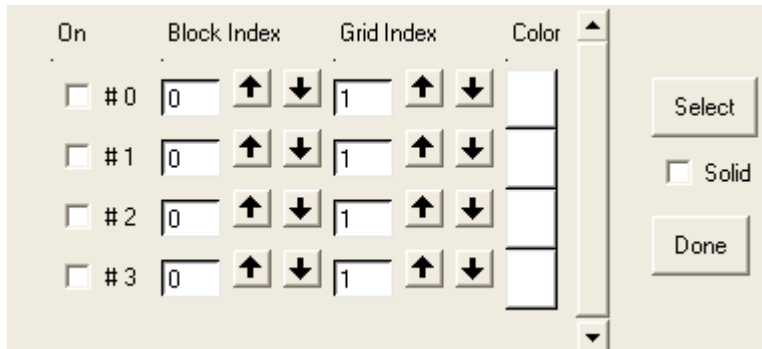 On Block Index Grid Index Color
#0 0 1
Select
#1 0 1
Solid
#2 0 1
Done
#3 0 1